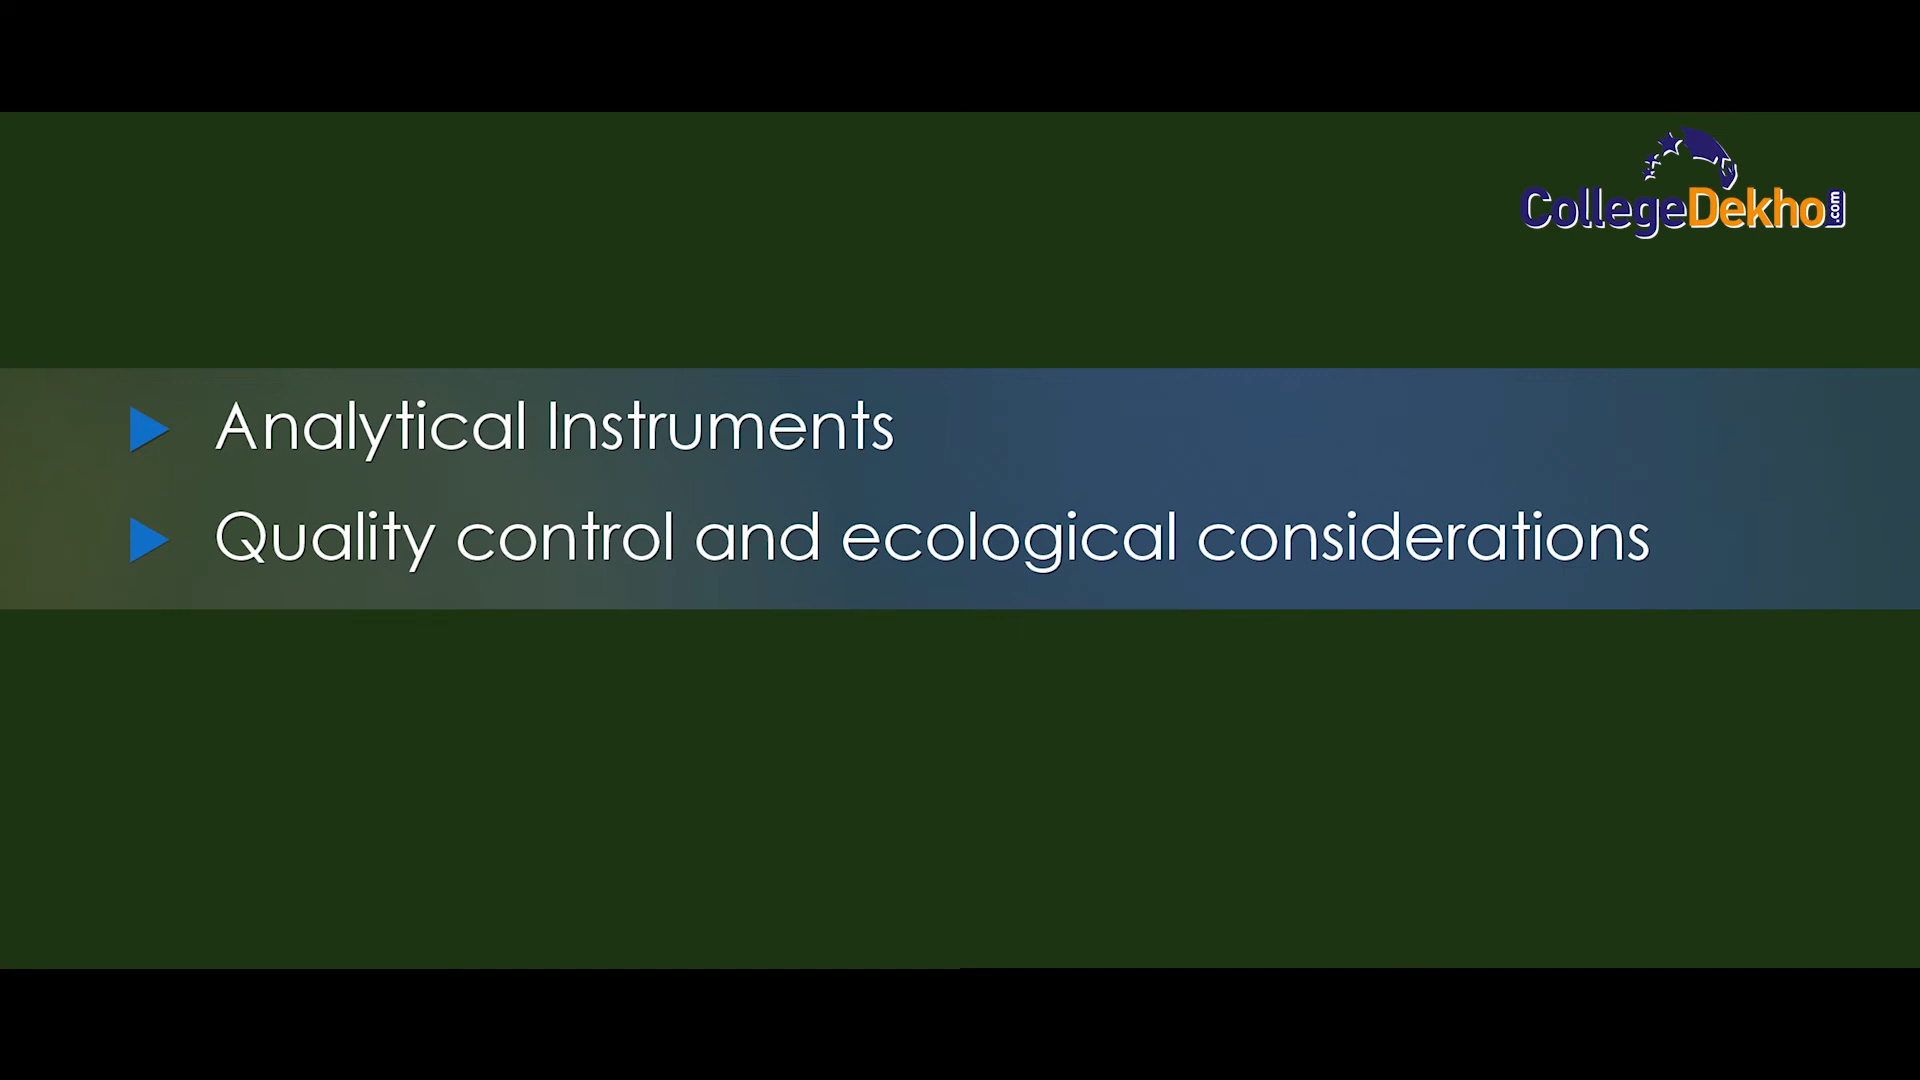 CollegeDekho.com
Analytical Instruments
Quality control and ecological considerations